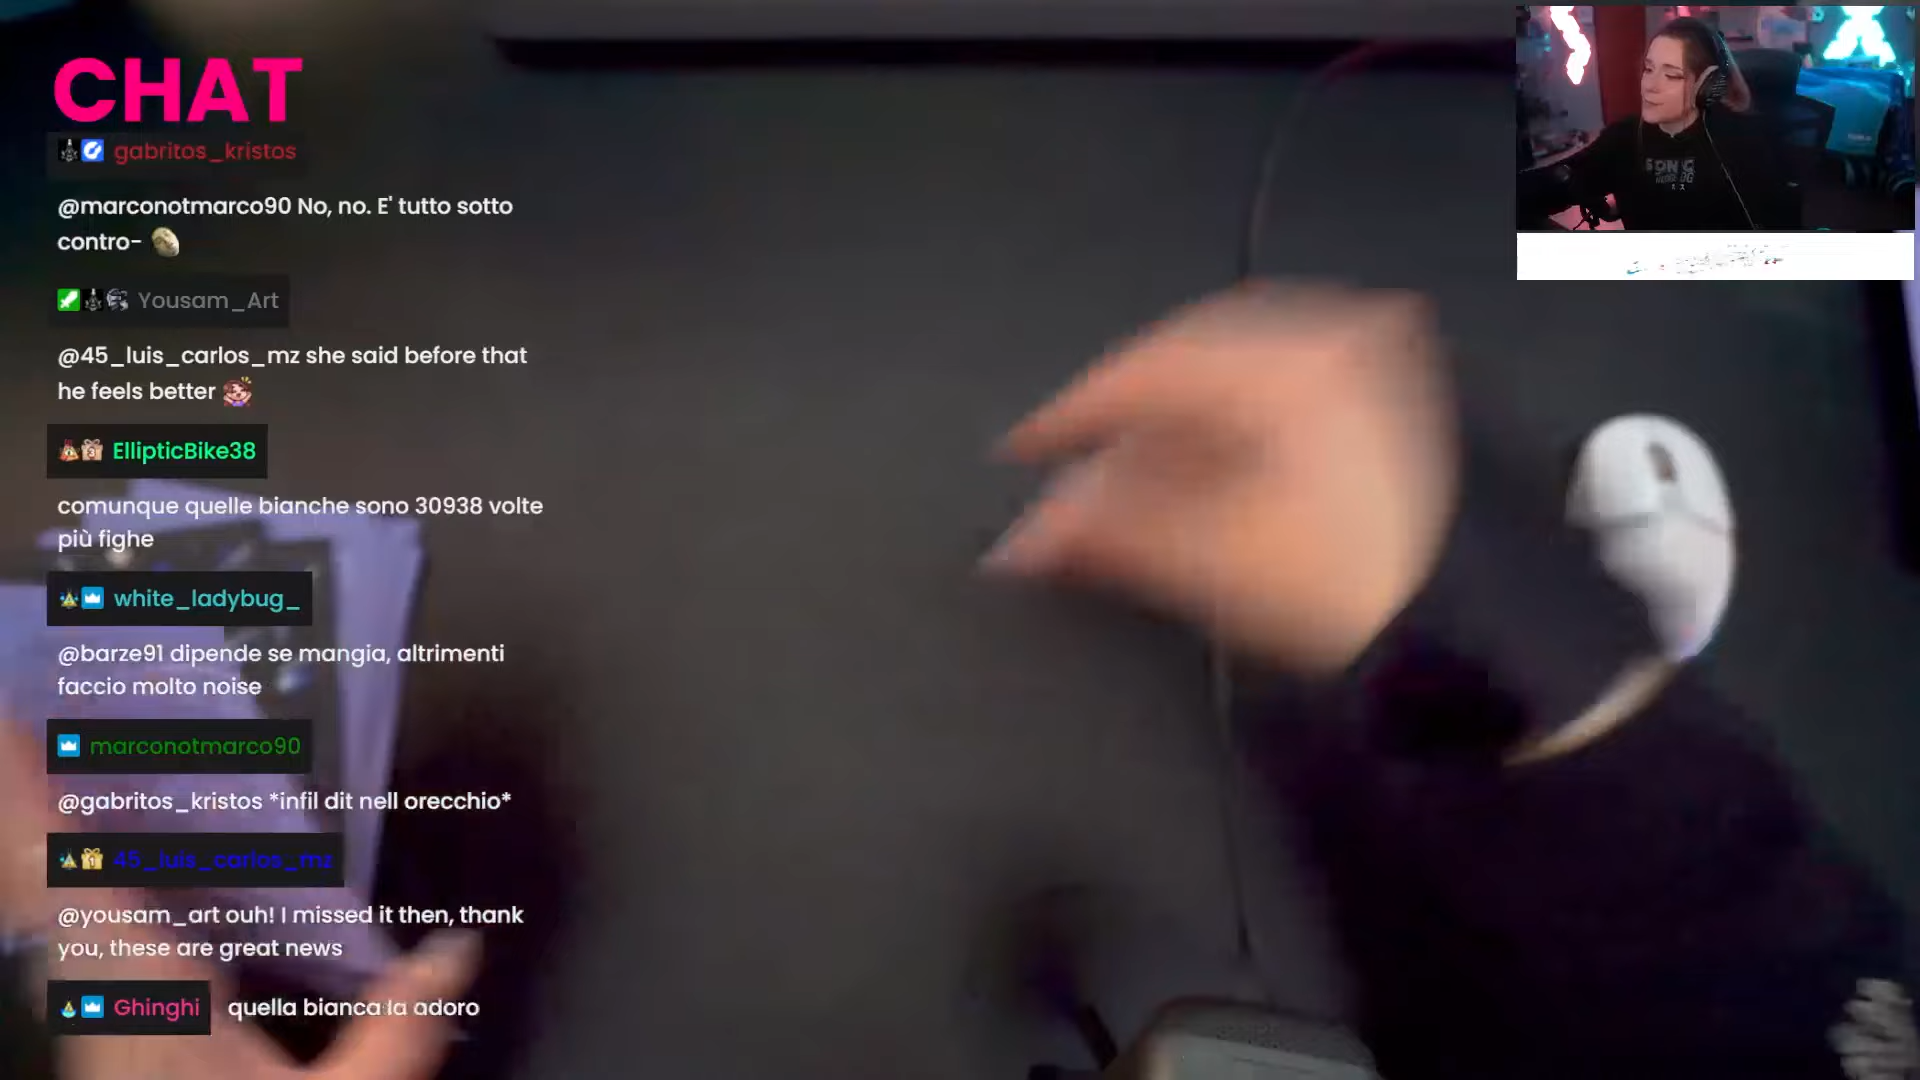 CHAT
gabritos_kristos
@marconotmarco90 No, no. E' tutto sotto
contro-
Yousam_Art
@45_luis_carlos_mz she said before that
he feels better
3 EllipticBike38
comunque quelle bianche sono 30938 volte
più fighe
white_ladybug_
@barze91 dipende se mangia, altrimenti
faccio molto noise
marconotmarco90
@gabritos_kristos *infil dit nell orecchio*
1 45_luis_carlos_mz
@yousam_art ouh! I missed it then, thank
you, these are great news
Ghinghi quella bianca la adoro